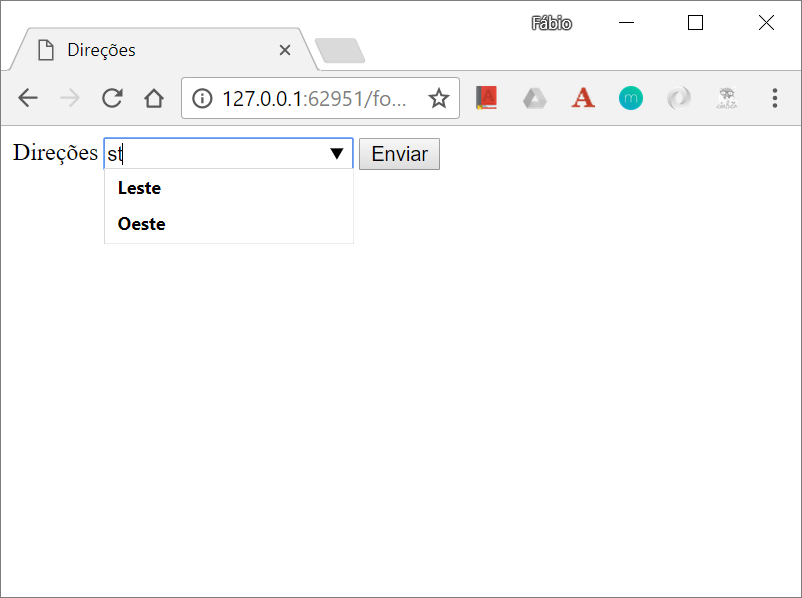 Fábio
Direções
127.0.0.1:62951/fo...
Direções st Enviar
Leste
Oeste